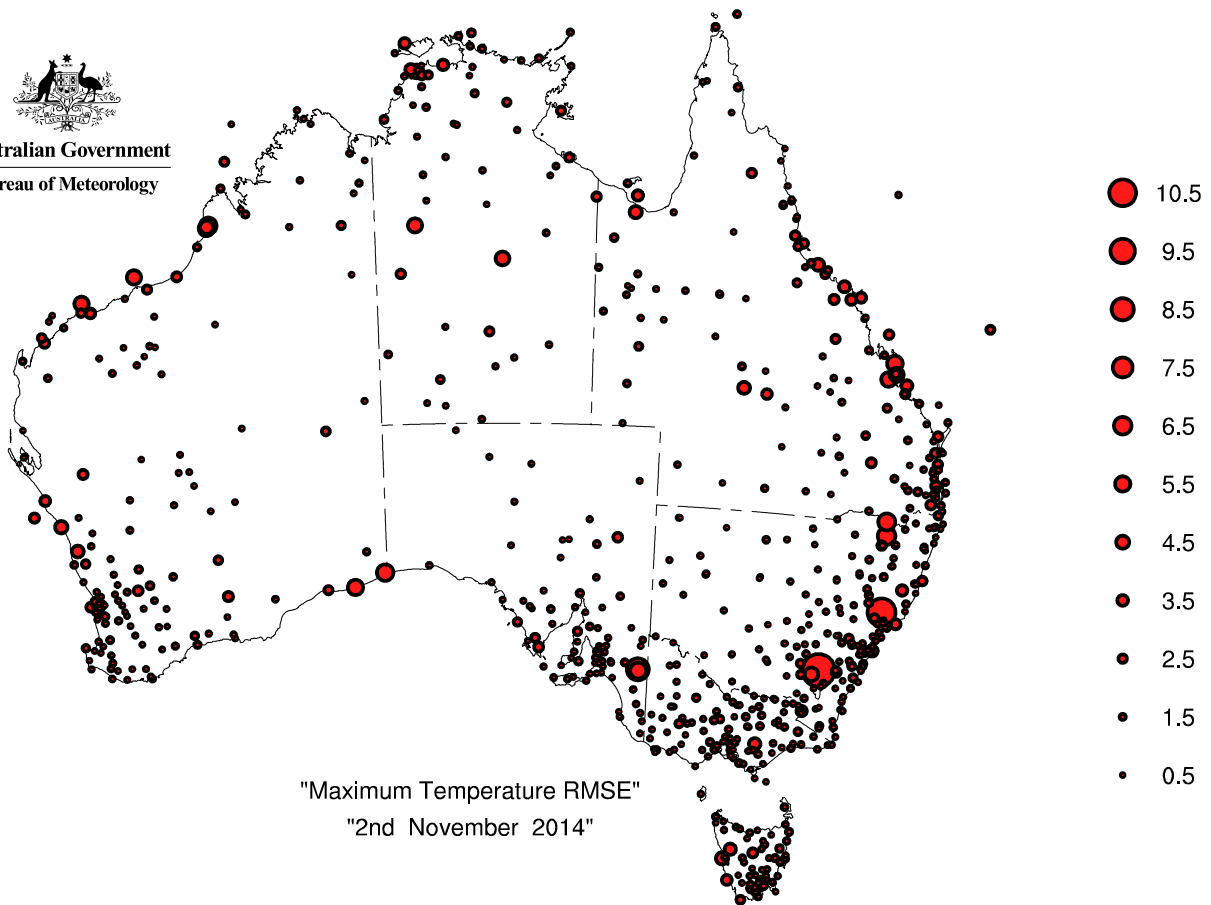 AUSTRALIA
tralian Government
reau of Meteorology
10.5
9.5
8.5
7.5
6.5
5.5
4.5
3.5
2.5
1.5
0.5
"Maximum Temperature RMSE"
"2nd November 2014"